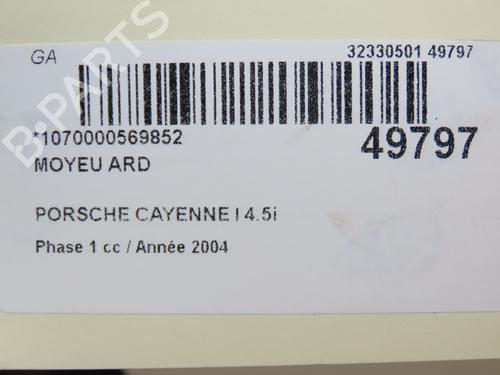 GA
32330501 49797
*1070000569852
49797
MOYEU ARD
PORSCHE CAYENNE I 4.5i
Phase 1 cc / Année 2004
B-PARTS